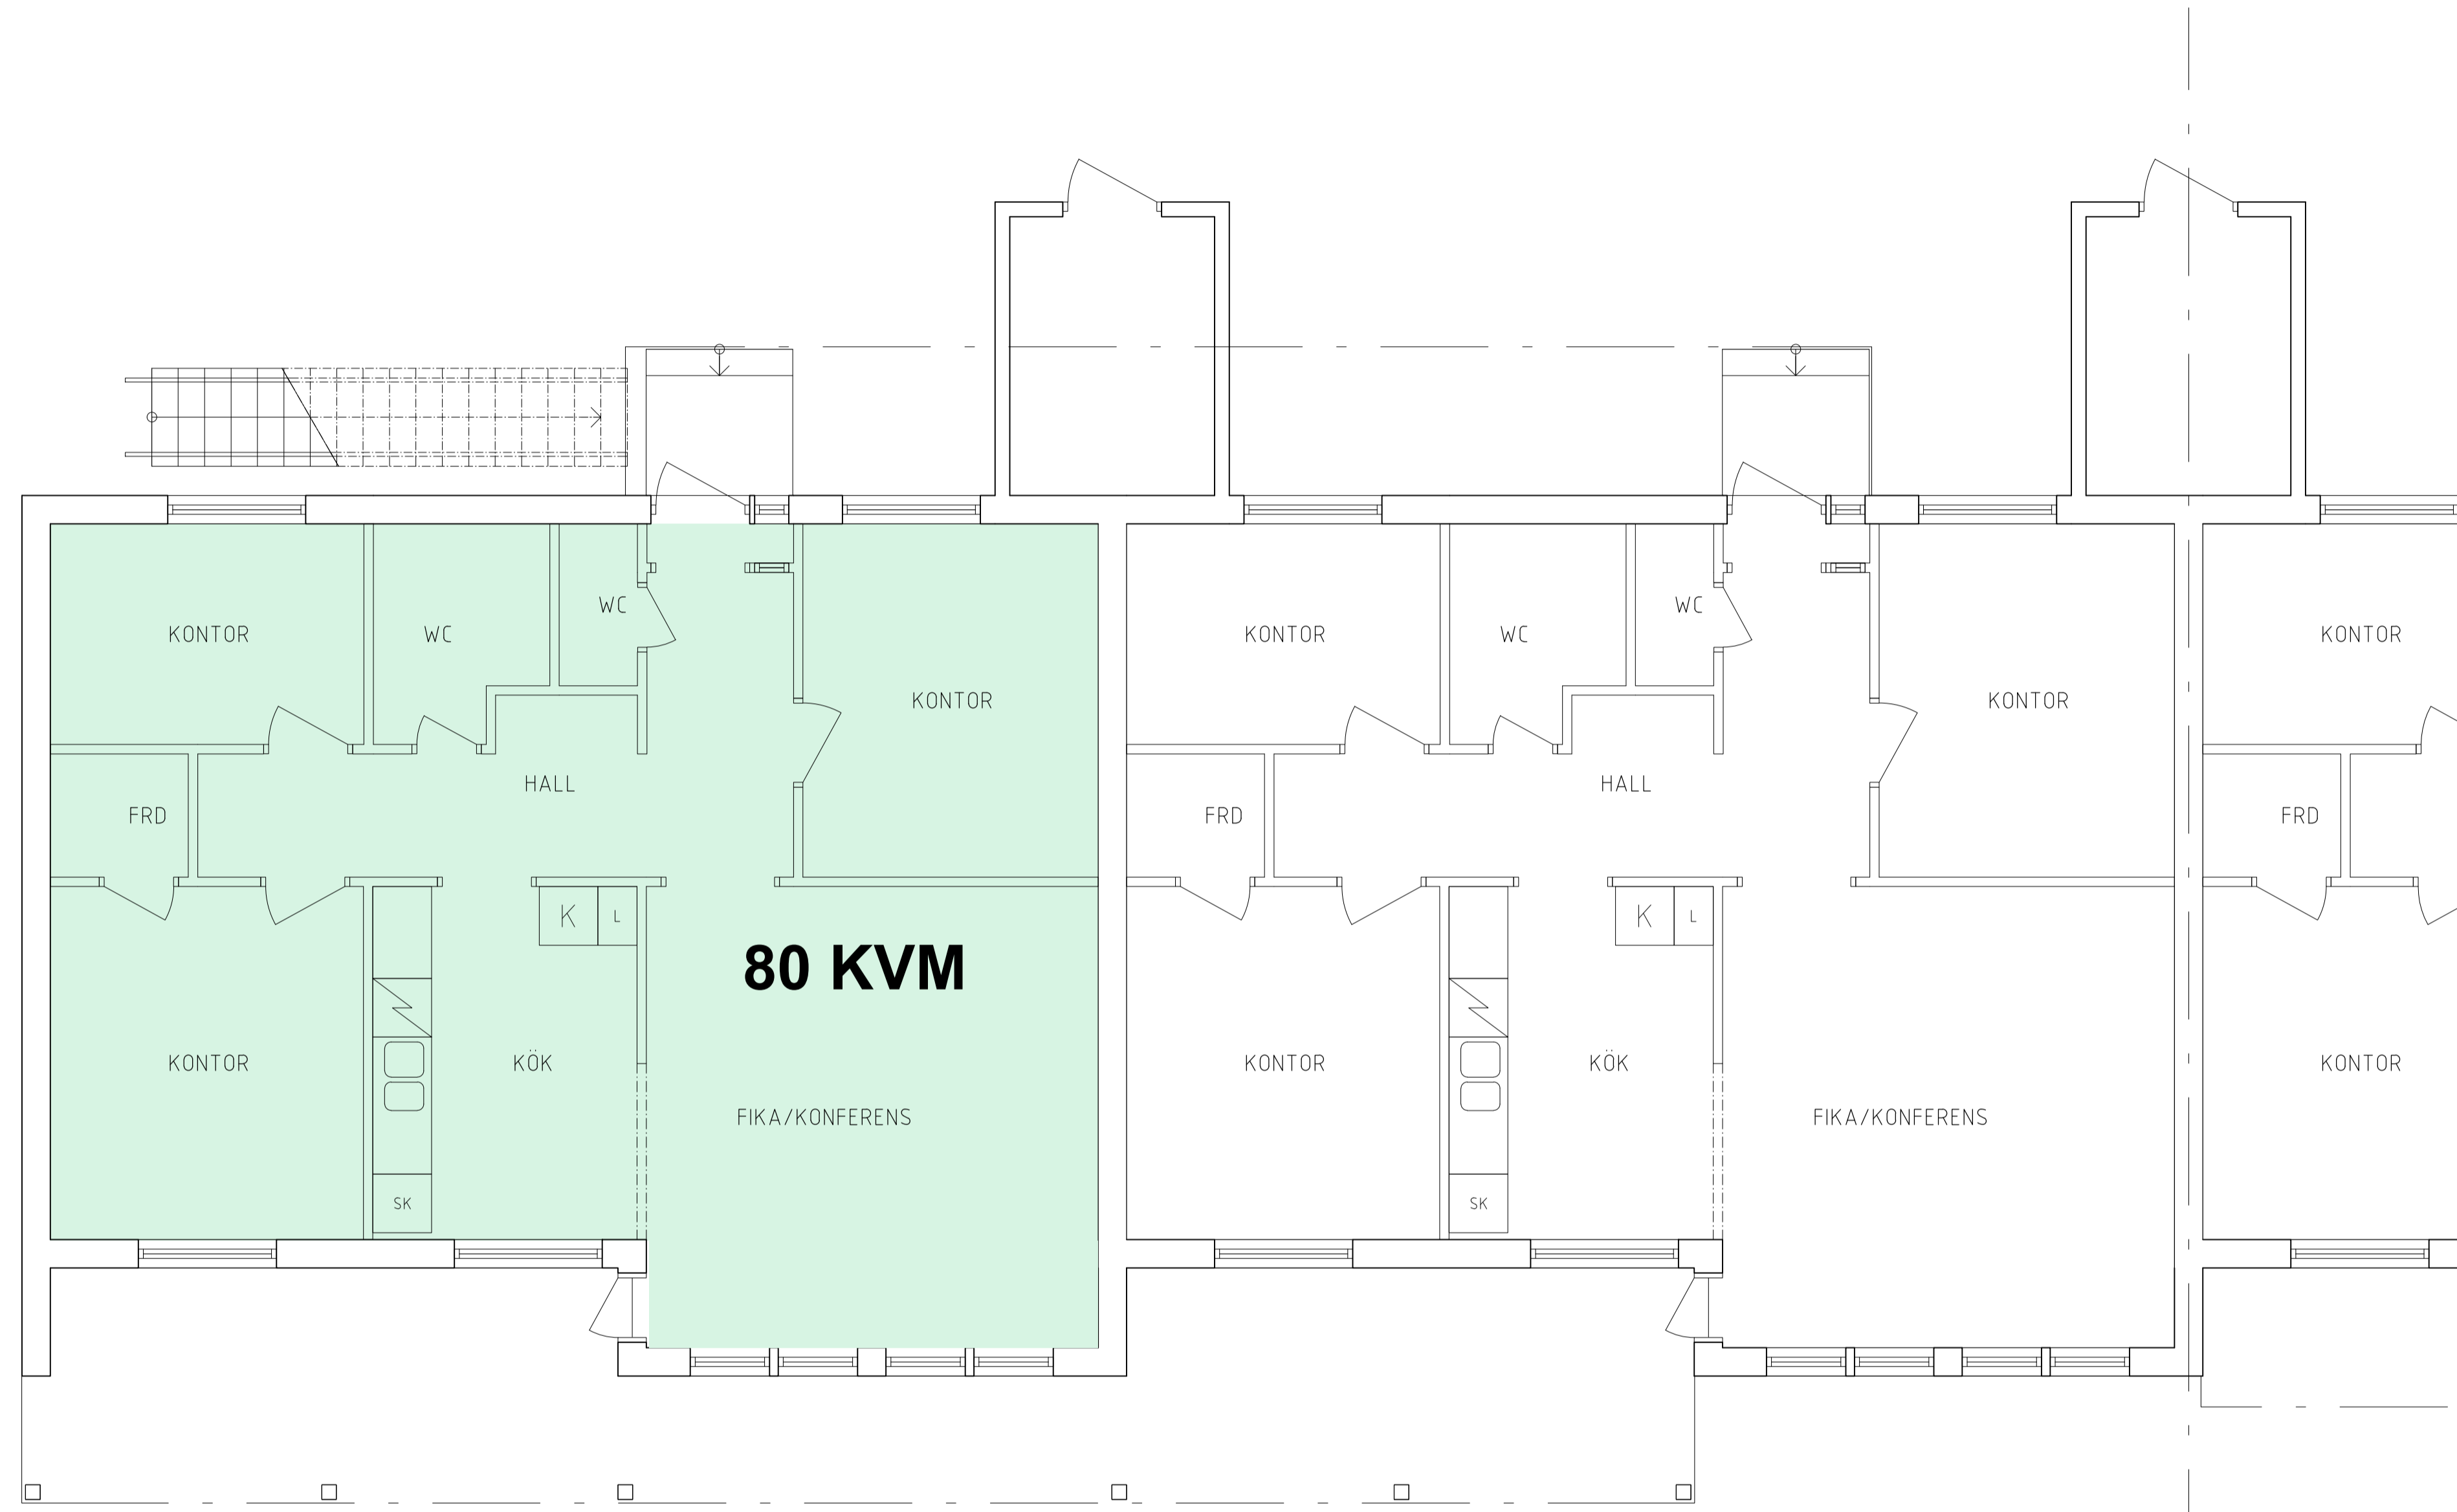 WC
WC
KONTOR
WC
WC
KONTOR
KONTOR
KONTOR
KONTOR
HALL
HALL
FRD
FRD
FRD
K
L
K
L
80 KVM
KONTOR
KÖK
KONTOR
KÖK
KONTOR
FIKA/KONFERENS
FIKA/KONFERENS
SK
SK